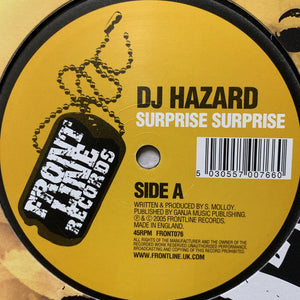 FRONT
LINE
RECORDS
DJ HAZARD
SURPRISE SURPRISE
5 030557 007660
SIDE A
WRITTEN & PRODUCED BY S. MOLLOY.
PUBLISHED BY GANJA MUSIC PUBLISHING.
℗ & © 2005 FRONTLINE RECORDS.
MADE IN ENGLAND.
45RPM FRONT076
ALL RIGHTS OF THE MANUFACTURER AND THE OWNER OF THE
RECORDED WORK RESERVED UNAUTHORISED PERFORMANCE
BROADCASTING AND COPYING OF THIS RECORD PROHIBITED
WWW.FRONTLINE.UK.COM